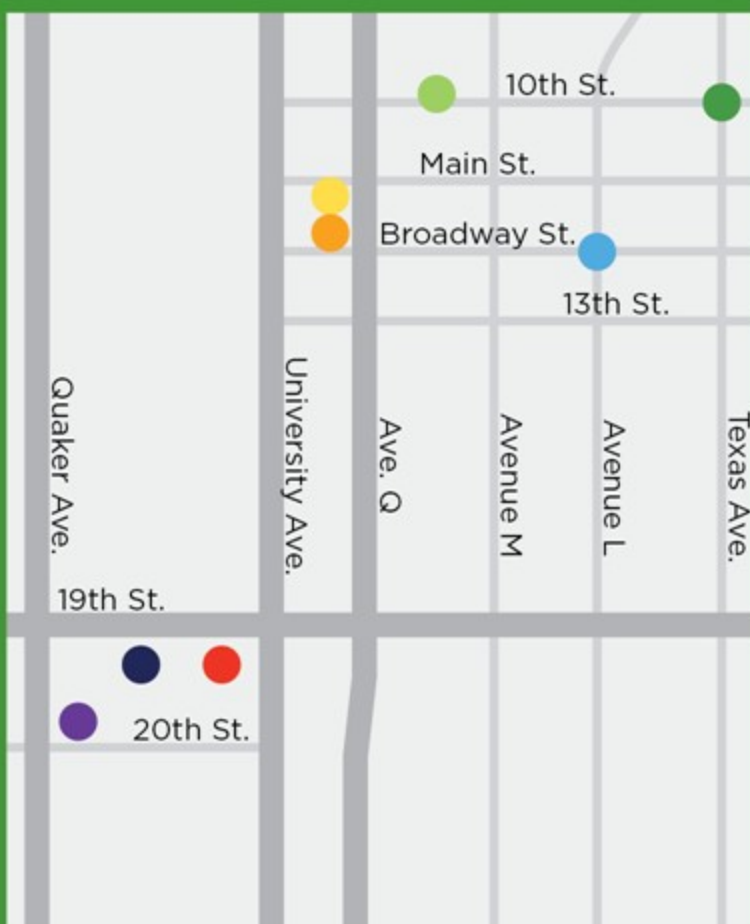 10th St.
Main St.
Broadway St.
13th St.
Quaker Ave.
University Ave.
Ave. Q
Avenue M
Avenue L
Texas Ave.
19th St.
20th St.